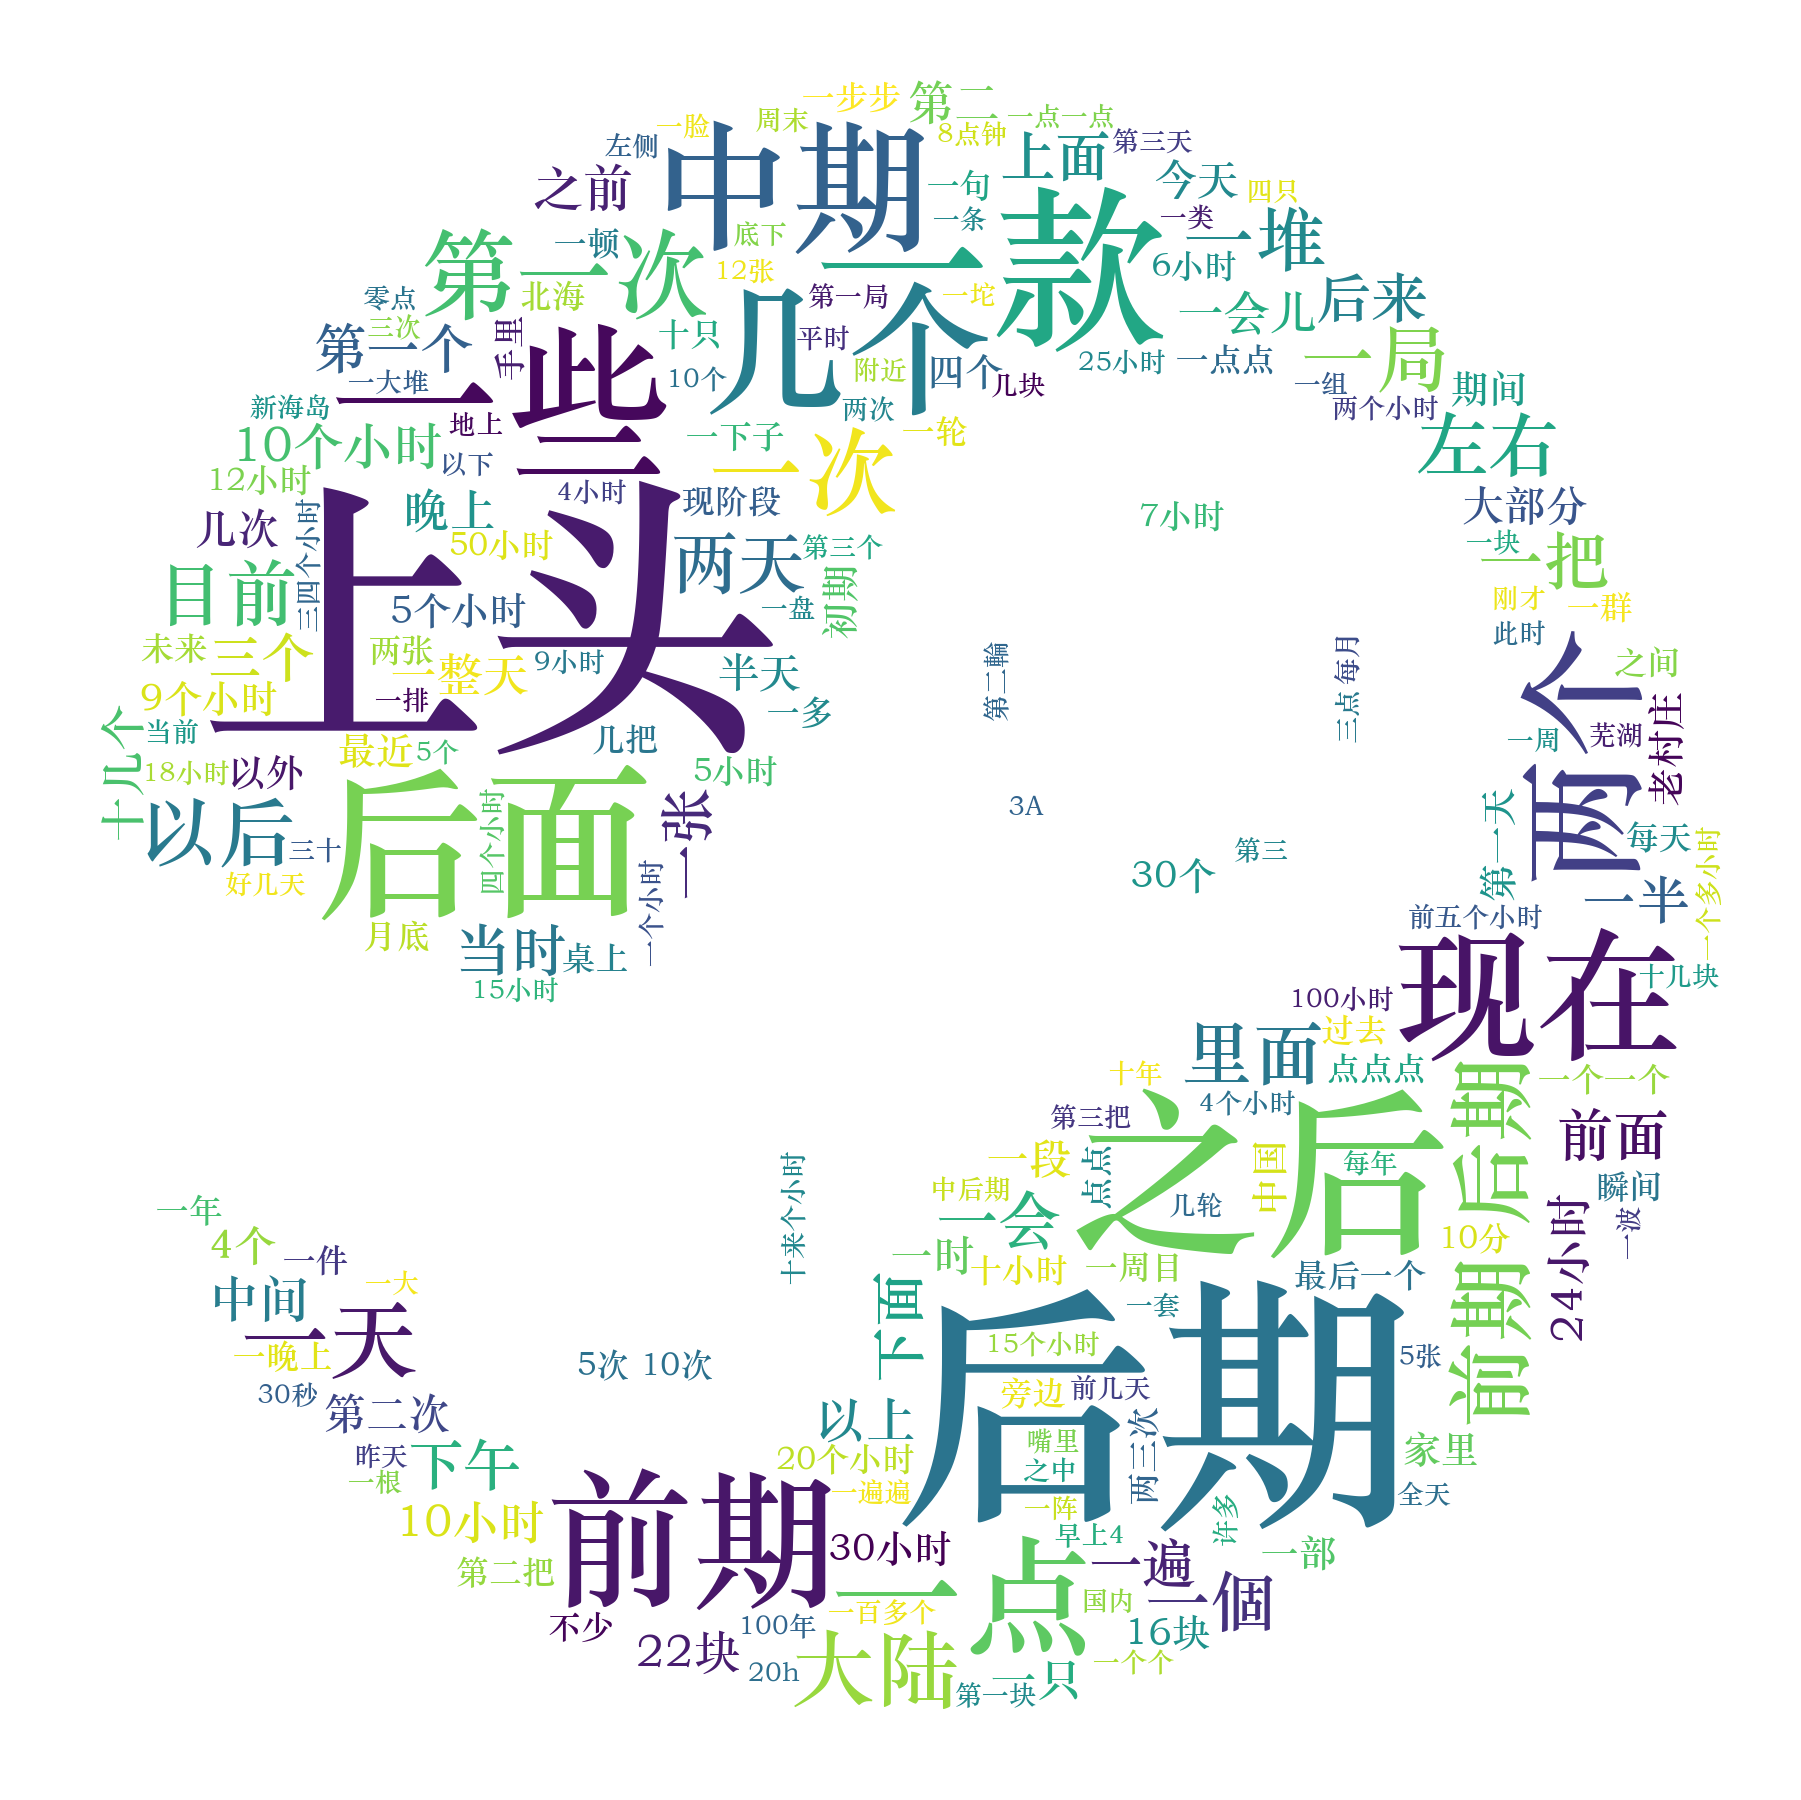 一步步
第二
一点一点
周末
一脸
8点钟
左侧
中期
上面
第三天
之前
一句
今天
四只
一款
一条
一类
一堆
第一次
一顿
底下
6小时
12张
北海
几个
第一局
一坨
后来
零点
一会儿
三次
手里
一些
十只
平时
第一个
四个
25小时
一点点
一局
附近
10个
几块
一组
一大堆
期间
新海岛
地上
两次
两个小时
10个小时
一下子
一次
一轮
左右
三
以下
12小时
4小时
现阶段
大部分
晚上
7小时
几次
三四个小时
50小时
上头
两天
第三个
一块
一把
目前
初期
5个小时
一盘
刚才
一群
此时
未来
三个
两张
一整天
9小时
半天
第二輪
每月
三点
两个
之间
9个小时
一排
一多
老村庄
十几个
当前
最近
5个
几把
一周
芜湖
18小时
以外
5小时
后面
四个小时
一张
3A
第一天
以后
三十
每天
一个多小时
第三
好几天
一个小时
30个
一半
月底
当时
桌上
前五个小时
现在
15小时
100小时
十几块
里面
过去
点点点
十年
一个一个
4个小时
前期后期
第三把
之后
前面
一段
点点
中国
每年
十来个小时
中后期
瞬间
一年
几轮
24小时
一波
一会
4个
一时
10分
一件
十小时
一周目
最后一个
一大
中间
下面
一套
后期
一天
15个小时
一晚上
5次
10次
5张
30秒
旁边
前几天
第二次
以上
两三次
嘴里
家里
昨天
下午
20个小时
之中
一根
前期
一遍遍
全天
一阵
许多
10小时
早上4
30小时
一遍
一部
第二把
一点
一個
国内
一百多个
不少
100年
16块
22块
大陆
一个个
20h
第一块
一只